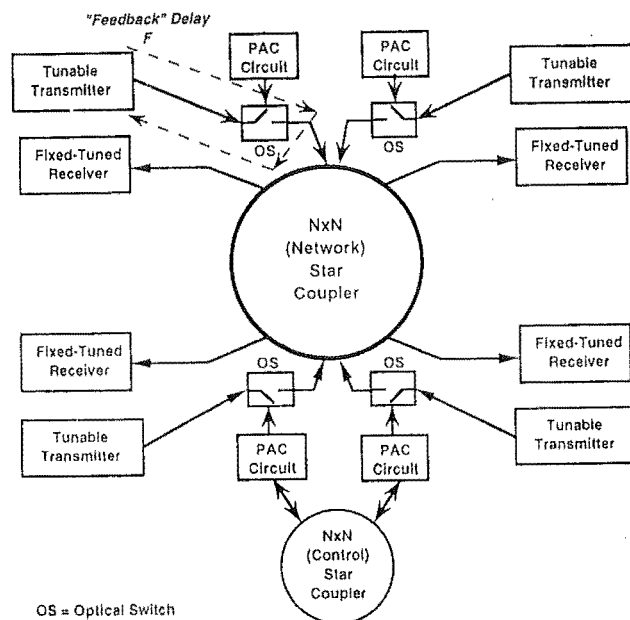 "Feedback" Delay
F
PAC
Circuit
PAC
Circuit
Tunable
Transmitter
Tunable
Transmitter
OS
OS
Fixed-Tuned
Receiver
Fixed-Tuned
Receiver
NxN
(Network)
Star
Coupler
Fixed-Tuned
Receiver
Fixed-Tuned
Receiver
OS
OS
Tunable
Transmitter
Tunable
Transmitter
PAC
Circuit
PAC
Circuit
NxN
(Control)
Star
Coupler
OS = Optical Switch